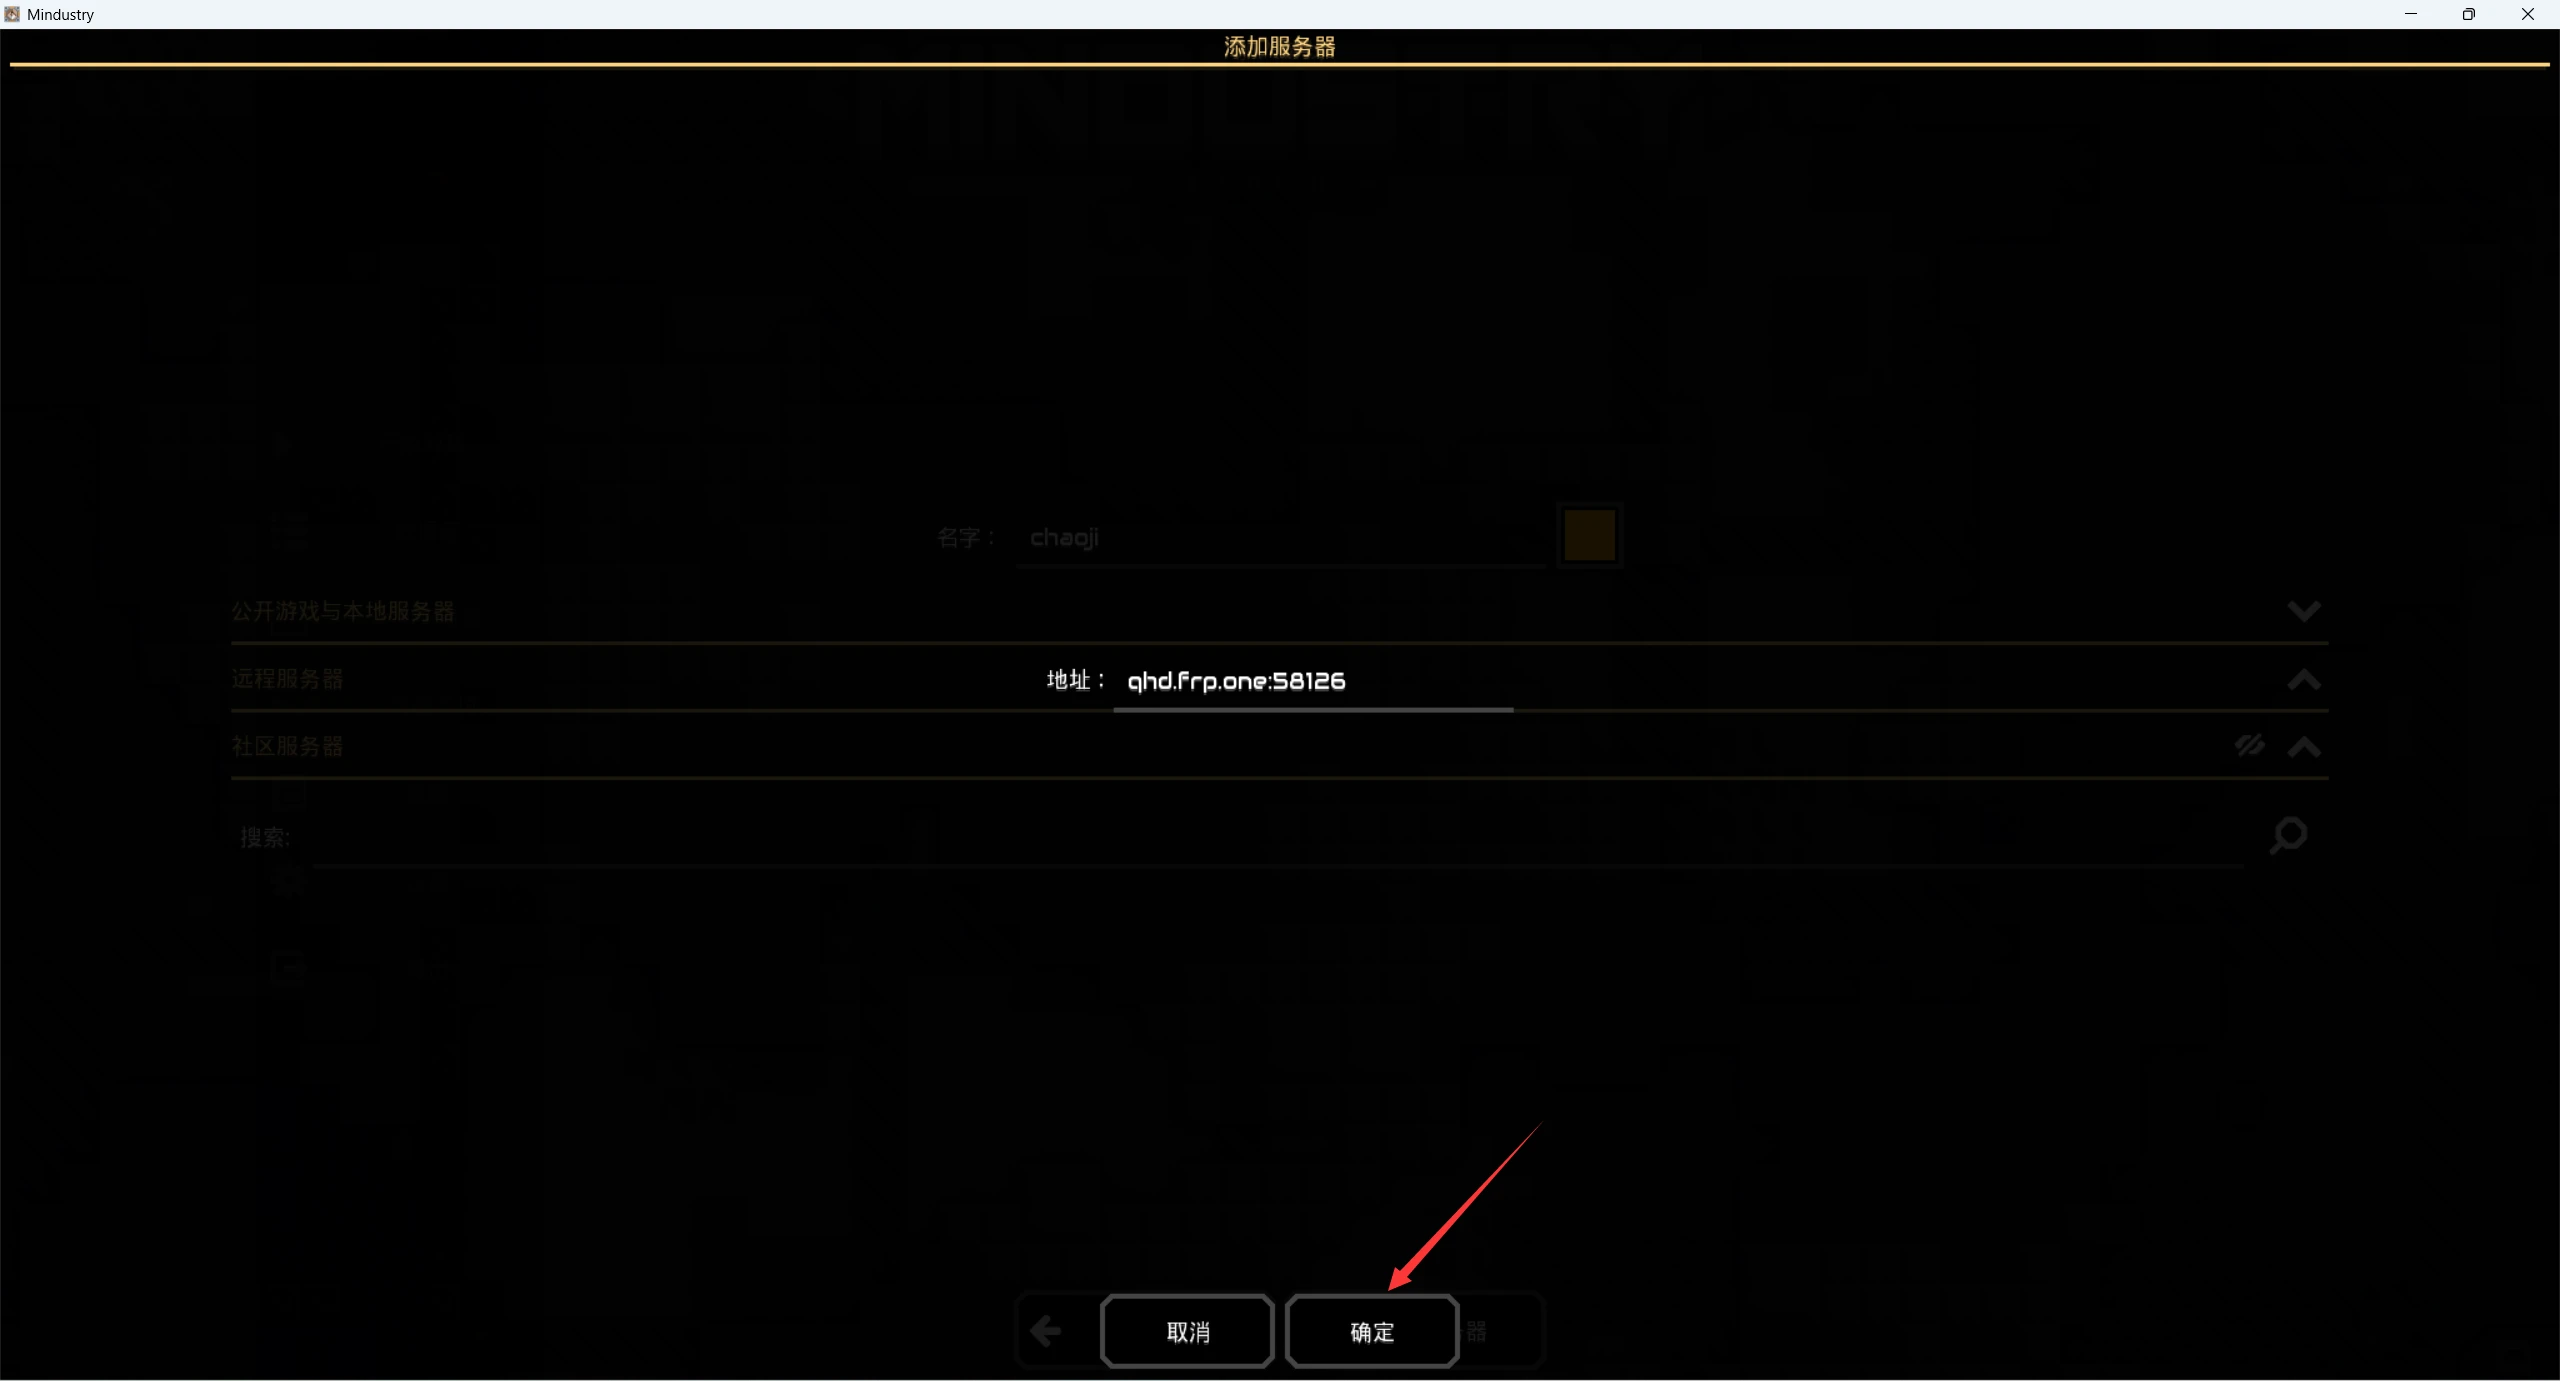 Mindustry
添加服务器
名字：
chaoji
公开游戏与本地服务器
远程服务器
地址：
qhd.frp.one:58126
社区服务器
搜索:
取消
确定
器